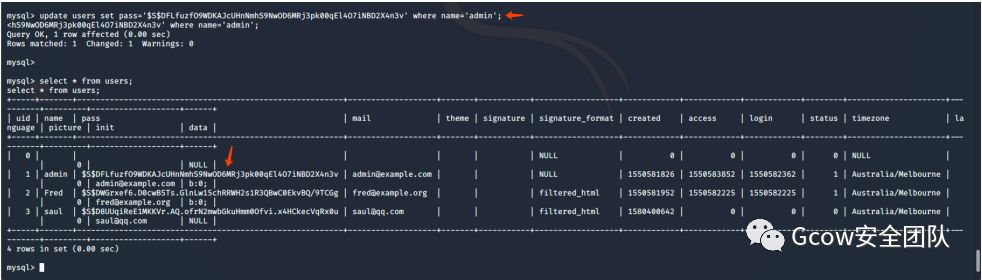 mysql> update users set pass='$S$DFLfuzfO9WDKAJcUHnNmhS9NwOD6MRj3pk00qEl4O7iNBD2X4n3v' where name='admin';
<hS9NwOD6MRj3pk00qEl4O7iNBD2X4n3v' where name='admin';
Query OK, 1 row affected (0.00 sec)
Rows matched: 1  Changed: 1  Warnings: 0
mysql>
mysql> select * from users;
select * from users;
| uid | name | pass | mail | theme | signature | signature_format | created | access | login | status | timezone | la
nguage | picture | init | data |
| 0 | | | | | | NULL | 0 | 0 | 0 | 0 | NULL |
| 0 | | NULL |
| 1 | admin | $S$DFLfuzfO9WDKAJcUHnNmhS9NwOD6MRj3pk00qEl4O7iNBD2X4n3v | admin@example.com | | | NULL | 1550581826 | 1550583852 | 1550582362 | 1 | Australia/Melbourne |
| 0 | admin@example.com | b:0; |
| 2 | Fred | $S$DWGrxef6.D0cwB5Ts.GlnLw15chRRWH2s1R3QBwC0EkvBQ/9TCGg | fred@example.org | | | filtered_html | 1550581952 | 1550582225 | 1550582225 | 1 | Australia/Melbourne |
| 0 | fred@example.org | b:0; |
| 3 | saul | $S$D8UUqiReE1MKKVr.AQ.ofrN2mwbGkuHmm0Ofvi.x4HCkecVqRx0u | saul@qq.com | | | filtered_html | 1580400642 | 0 | 0 | 1 | Australia/Melbourne |
| 0 | saul@qq.com | NULL |
4 rows in set (0.00 sec)
mysql>
Gcow安全团队